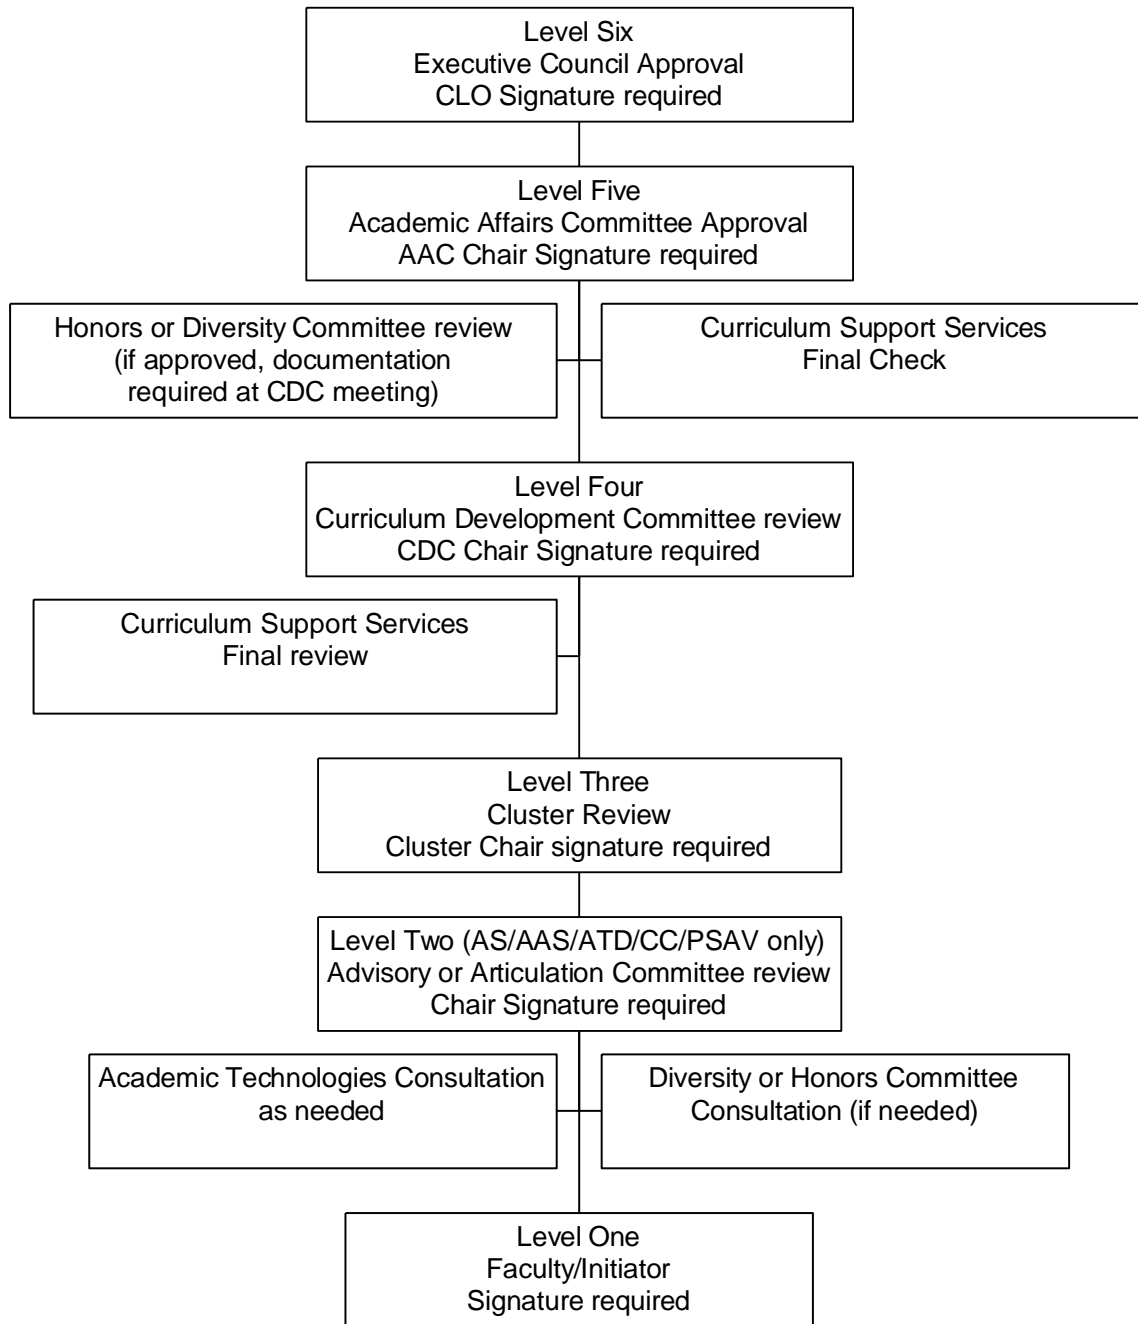 Level Six
Executive Council Approval
CLO Signature required
Level Five
Academic Affairs Committee Approval
AAC Chair Signature required
Honors or Diversity Committee review
(if approved, documentation
required at CDC meeting)
Curriculum Support Services
Final Check
Level Four
Curriculum Development Committee review
CDC Chair Signature required
Curriculum Support Services
Final review
Level Three
Cluster Review
Cluster Chair signature required
Level Two (AS/AAS/ATD/CC/PSAV only)
Advisory or Articulation Committee review
Chair Signature required
Academic Technologies Consultation
as needed
Diversity or Honors Committee
Consultation (if needed)
Level One
Faculty/Initiator
Signature required